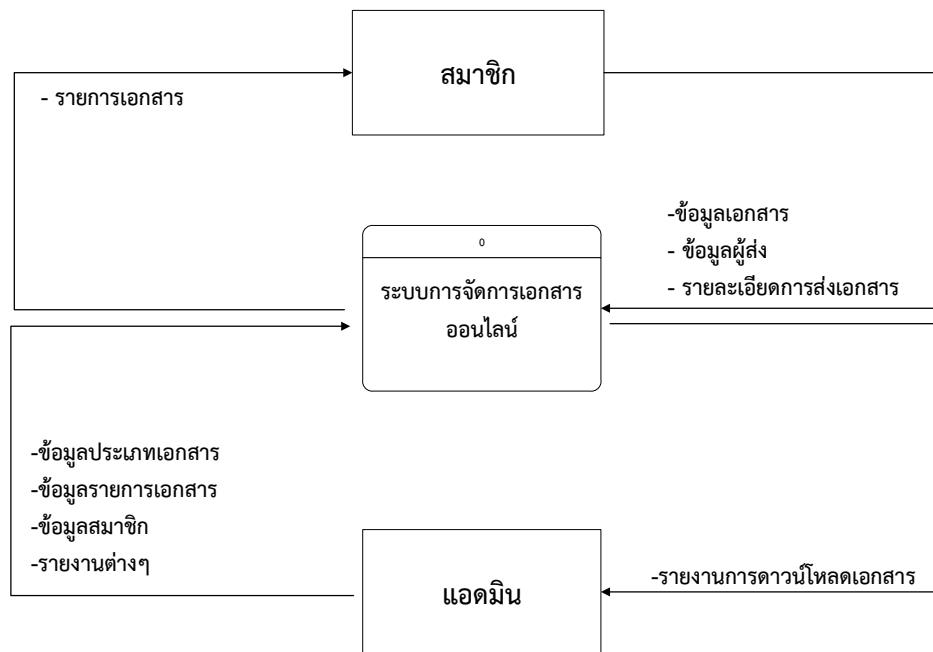 สมาชิก
- รายการเอกสาร
-ข้อมูลเอกสาร
- ข้อมูลผู้ส่ง
- รายละเอียดการส่งเอกสาร
0
ระบบการจัดการเอกสาร
ออนไลน์
-ข้อมูลประเภทเอกสาร
-ข้อมูลรายการเอกสาร
-ข้อมูลสมาชิก
-รายงานต่างๆ
แอดมิน
-รายงานการดาวน์โหลดเอกสาร